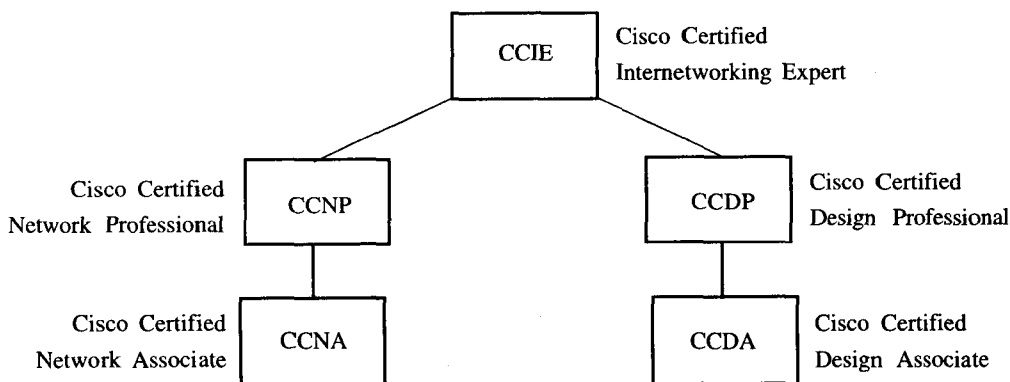 CCIE
Cisco Certified
Internetworking Expert
Cisco Certified
Network Professional
CCNP
CCDP
Cisco Certified
Design Professional
Cisco Certified
Network Associate
CCNA
CCDA
Cisco Certified
Design Associate